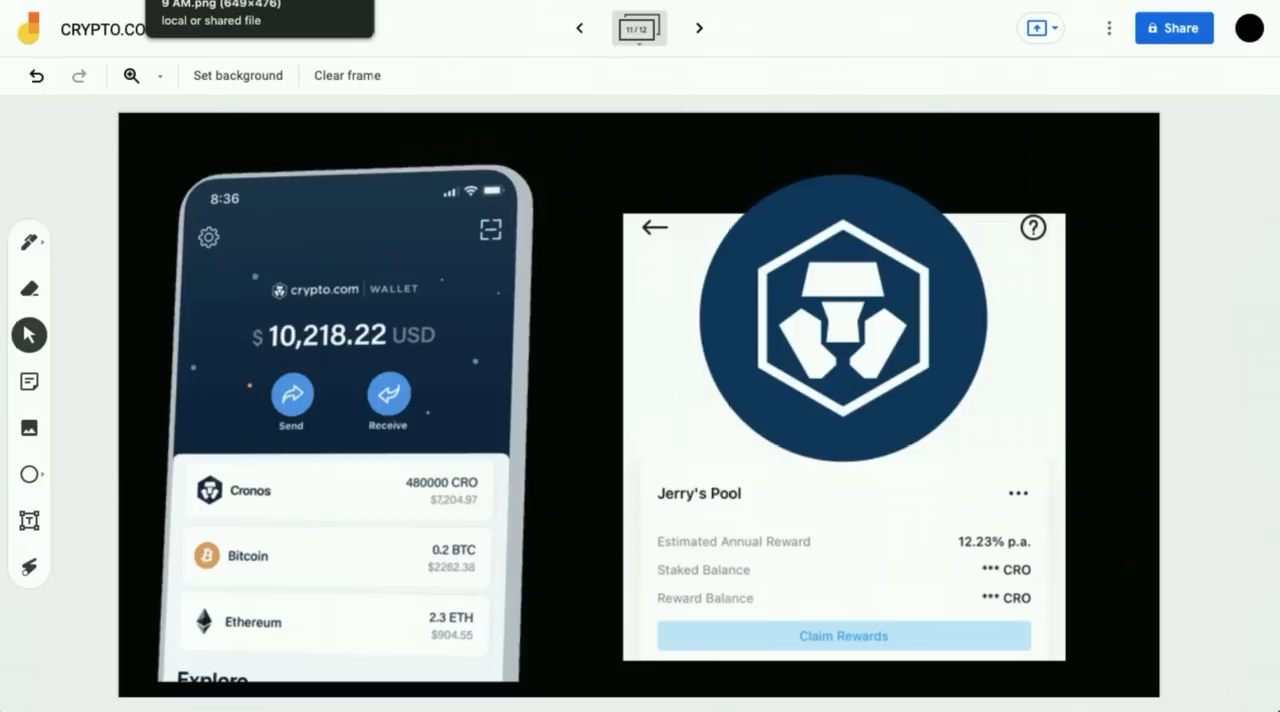 9 AM.png (649×476)
local or shared file
CRYPTO.CO
11 / 12
Share
Set background
Clear frame
8:36
crypto.com | WALLET
$ 10,218.22 USD
Send
Receive
Cronos
480000 CRO
$7,204.97
Bitcoin
0.2 BTC
$2262.38
Ethereum
2.3 ETH
$904.55
Explore
?
Jerry's Pool
Estimated Annual Reward
12.23% p.a.
Staked Balance
*** CRO
Reward Balance
*** CRO
Claim Rewards